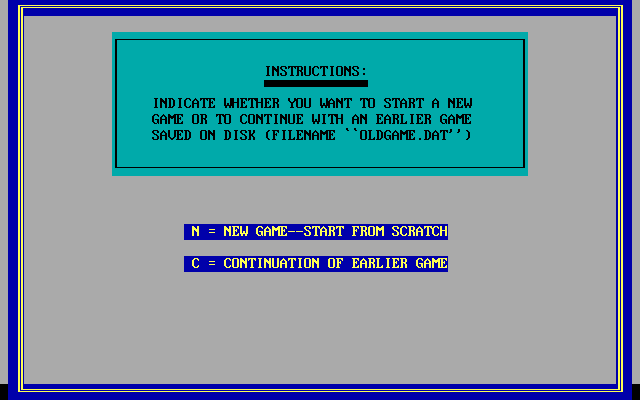 INSTRUCTIONS:
INDICATE WHETHER YOU WANT TO START A NEW
GAME OR TO CONTINUE WITH AN EARLIER GAME
SAVED ON DISK (FILENAME ``OLDGAME.DAT'')
N = NEW GAME--START FROM SCRATCH
C = CONTINUATION OF EARLIER GAME